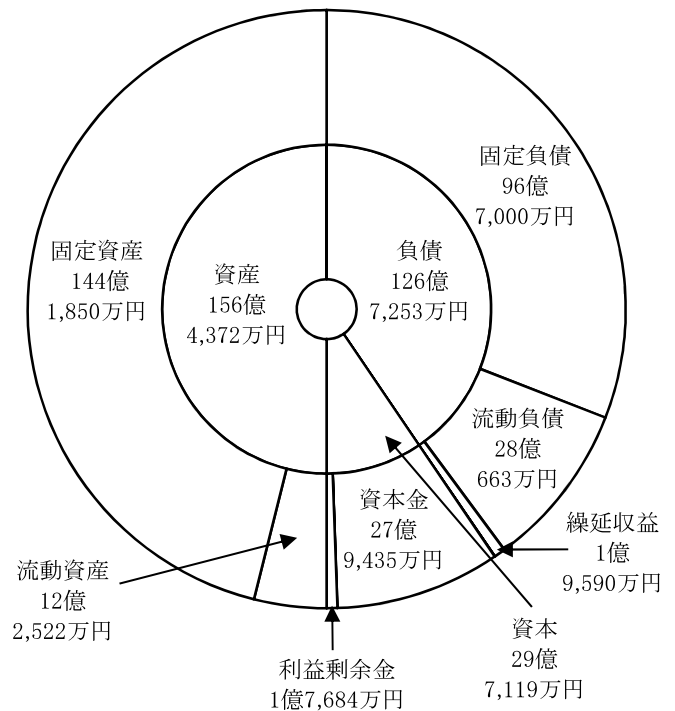 固定負債
96億
7,000万円
固定資産
144億
1,850万円
資産
156億
4,372万円
負債
126億
7,253万円
流動負債
28億
663万円
資本金
27億
9,435万円
繰延収益
1億
9,590万円
流動資産
12億
2,522万円
資本
29億
7,119万円
利益剰余金
1億7,684万円